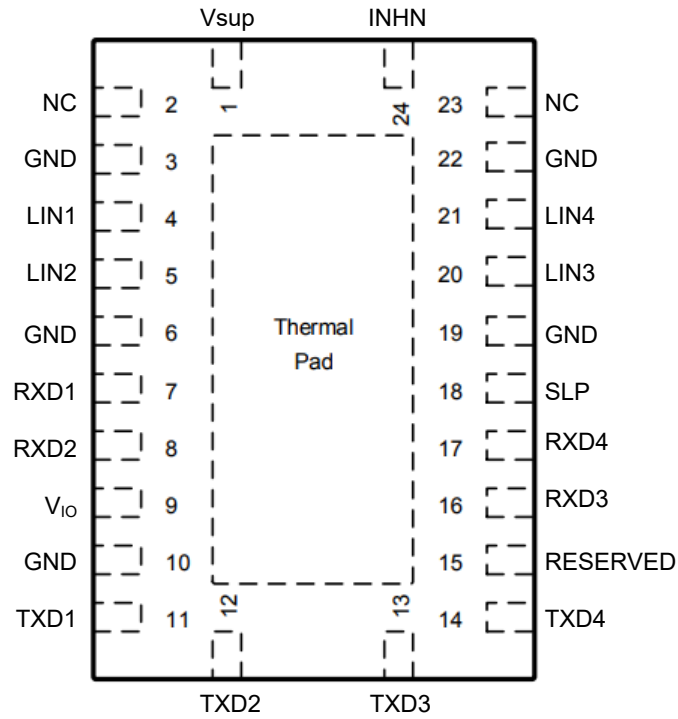 Vsup INHN
1 24
NC 2 23 NC
GND 3 22 GND
LIN1 4 21 LIN4
LIN2 5 20 LIN3
GND 6 Thermal 19 GND
Pad
RXD1 7 18 SLP
RXD2 8 17 RXD4
VIO 9 16 RXD3
GND 10 15 RESERVED
TXD1 11 12 13 14 TXD4
TXD2 TXD3